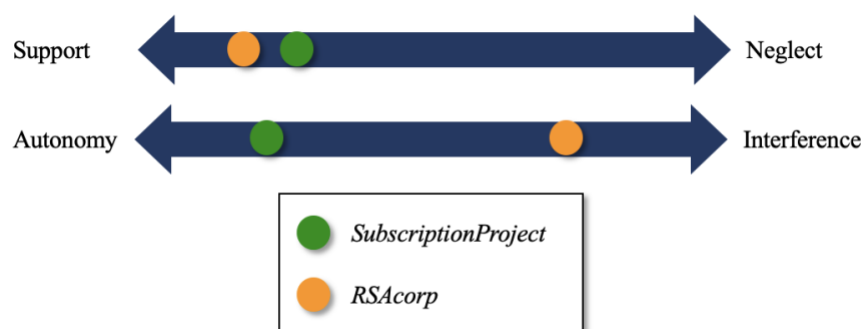 Support Neglect
Autonomy Interference
SubscriptionProject
RSAcorp